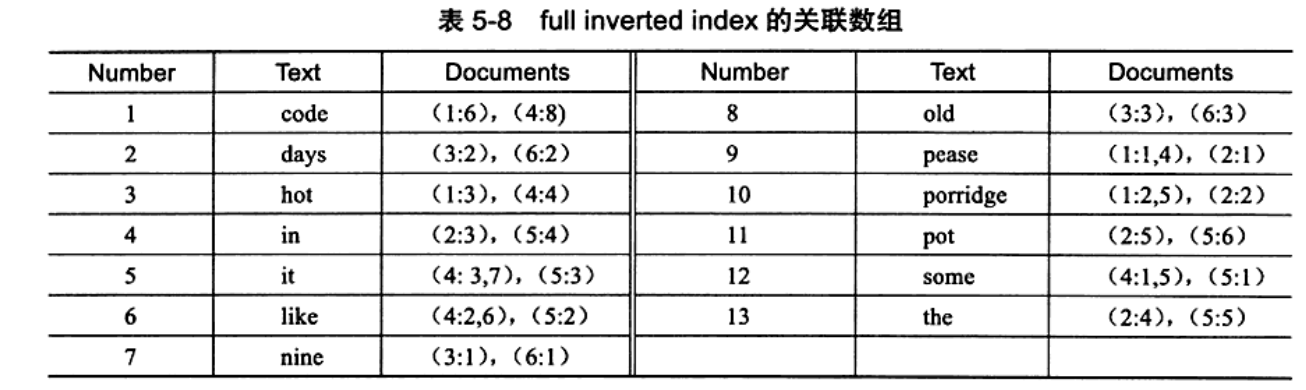 表 5-8 full inverted index 的关联数组
Number Text Documents Number Text Documents
1 code （1:6），（4:8) 8 old （3:3），（6:3）
2 days （3:2），（6:2） 9 pease （1:1,4），（2:1）
3 hot （1:3），（4:4） 10 porridge （1:2,5），（2:2）
4 in （2:3），（5:4） 11 pot （2:5），（5:6）
5 it （4: 3,7），（5:3） 12 some （4:1,5），（5:1）
6 like （4:2,6），（5:2） 13 the （2:4），（5:5）
7 nine （3:1），（6:1）